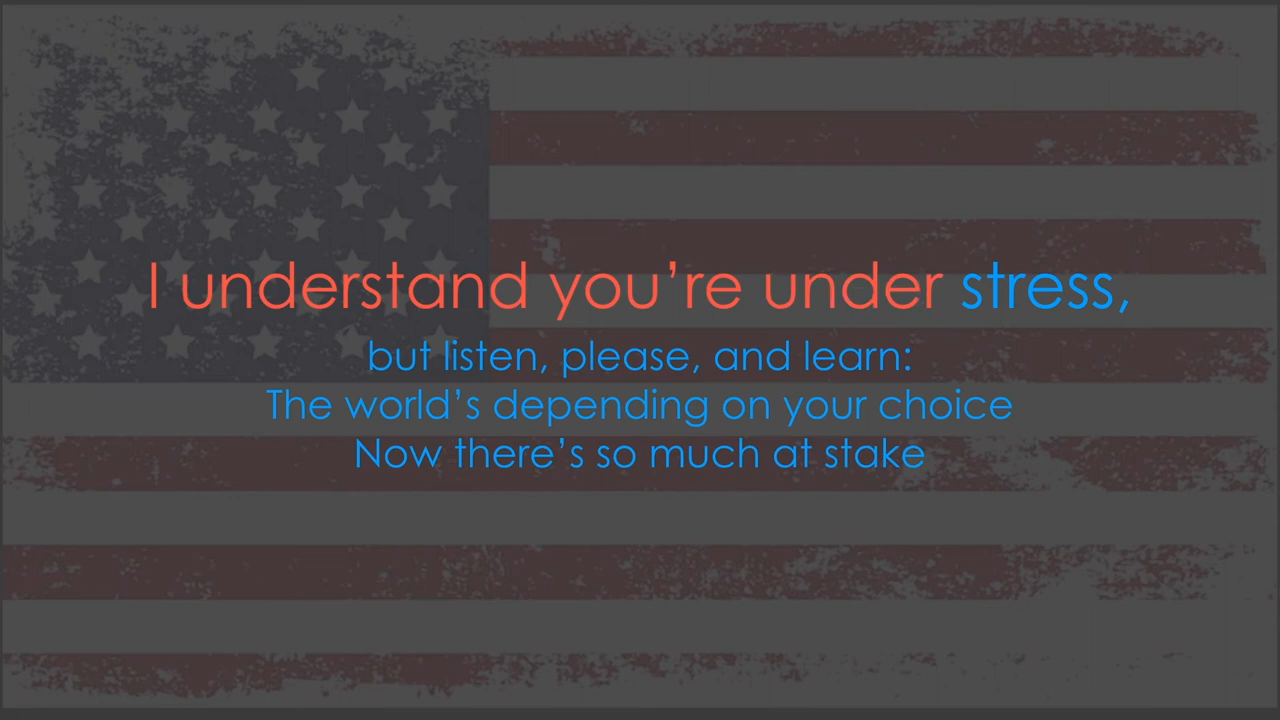 I understand you’re under stress,
but listen, please, and learn:
The world’s depending on your choice
Now there’s so much at stake